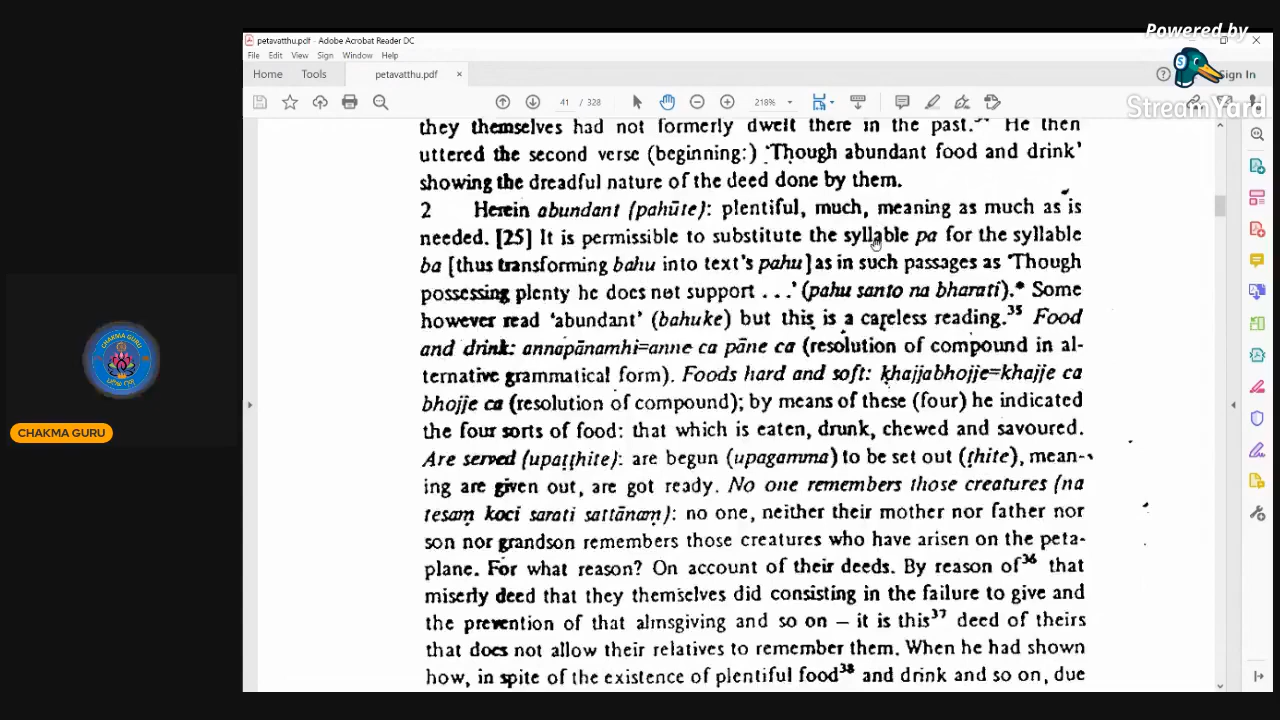 Powered by
StreamYard
petavatthu.pdf - Adobe Acrobat Reader DC
File Edit View Sign Window Help
Home Tools petavatthu.pdf × Sign In
41 / 328 218%
they themselves had not formerly dwelt there in the past.³⁴ He then
uttered the second verse (beginning:) 'Though abundant food and drink'
showing the dreadful nature of the deed done by them.
2 Herein abundant (pahūte): plentiful, much, meaning as much as is
needed. [25] It is permissible to substitute the syllable pa for the syllable
ba [thus transforming bahu into text's pahu] as in such passages as 'Though
possessing plenty he does not support . . .' (pahu santo na bharati).* Some
however read 'abundant' (bahuke) but this is a careless reading.³⁵ Food
and drink: annapānamhi=anne ca pāne ca (resolution of compound in al-
ternative grammatical form). Foods hard and soft: khajjabhojje=khajje ca
bhojje ca (resolution of compound); by means of these (four) he indicated
the four sorts of food: that which is eaten, drunk, chewed and savoured.
Are served (upaṭṭhite): are begun (upagamma) to be set out (ṭhite), mean-
ing are given out, are got ready. No one remembers those creatures (na
tesaṃ koci sarati sattānaṃ): no one, neither their mother nor father nor
son nor grandson remembers those creatures who have arisen on the peta-
plane. For what reason? On account of their deeds. By reason of³⁶ that
miserly deed that they themselves did consisting in the failure to give and
the prevention of that almsgiving and so on – it is this³⁷ deed of theirs
that does not allow their relatives to remember them. When he had shown
how, in spite of the existence of plentiful food³⁸ and drink and so on, due
CHAKMA GURU
CHAKMA GURU